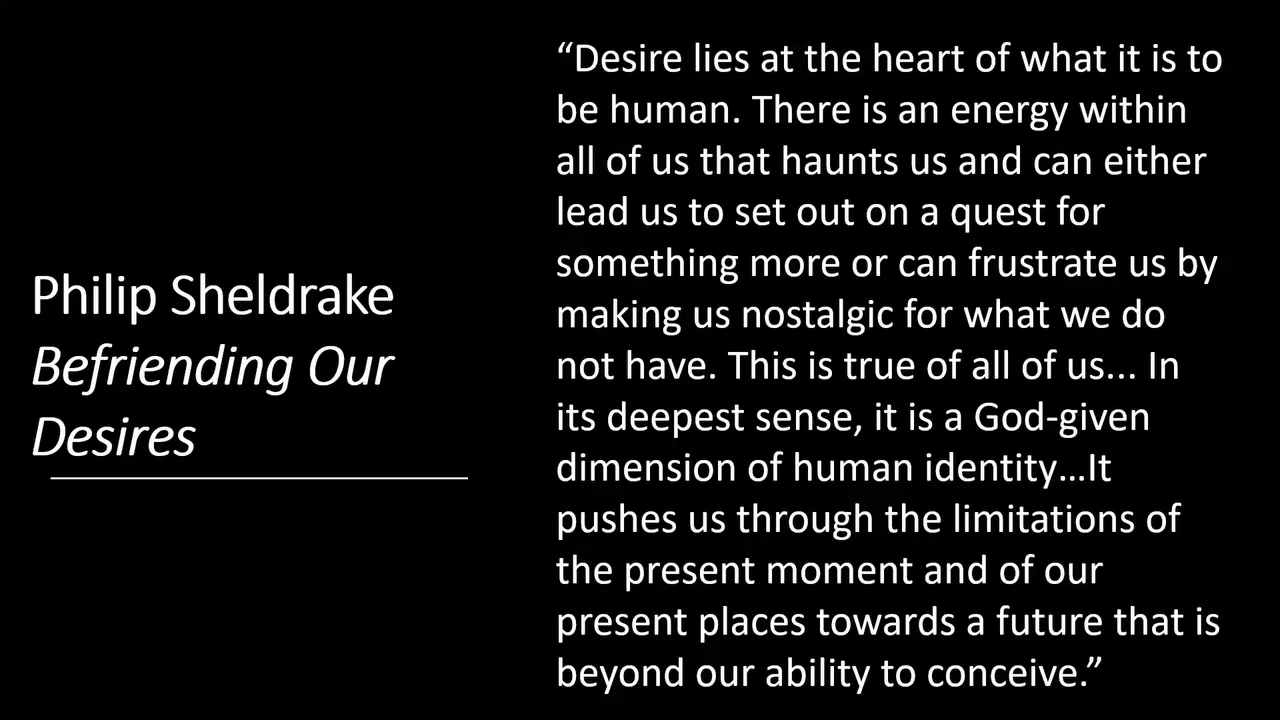 Philip Sheldrake
Befriending Our
Desires
“Desire lies at the heart of what it is to
be human. There is an energy within
all of us that haunts us and can either
lead us to set out on a quest for
something more or can frustrate us by
making us nostalgic for what we do
not have. This is true of all of us... In
its deepest sense, it is a God-given
dimension of human identity…It
pushes us through the limitations of
the present moment and of our
present places towards a future that is
beyond our ability to conceive.”